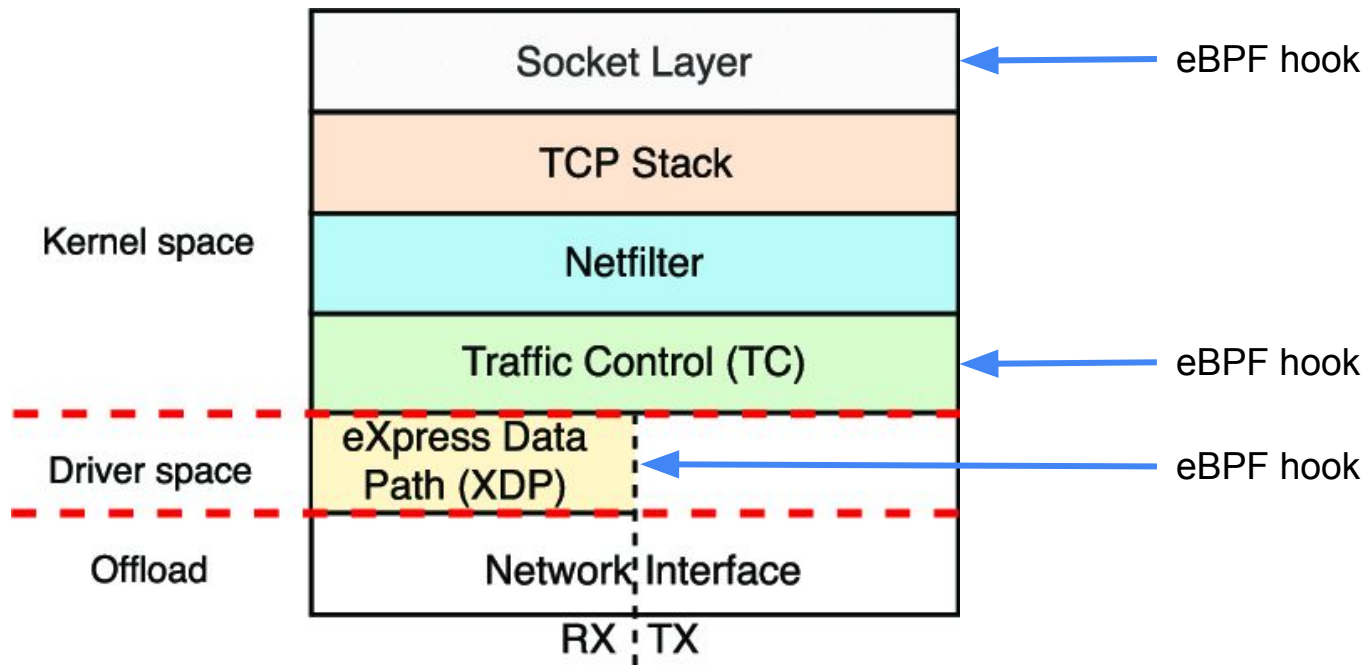 Socket Layer
eBPF hook
TCP Stack
Kernel space
Netfilter
Traffic Control (TC)
eBPF hook
Driver space
eXpress Data
Path (XDP)
eBPF hook
Offload
Network Interface
RX TX